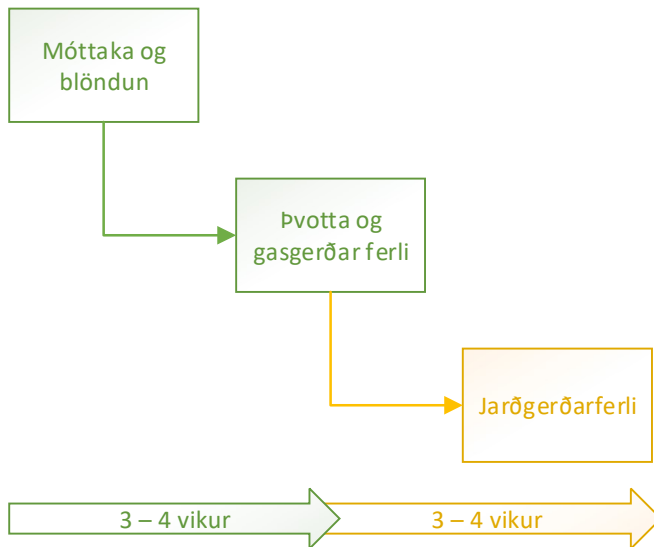 Móttaka og
blöndun
Þvotta og
gasgerðar ferli
Jarðgerðarferli
3 – 4 vikur
3 – 4 vikur